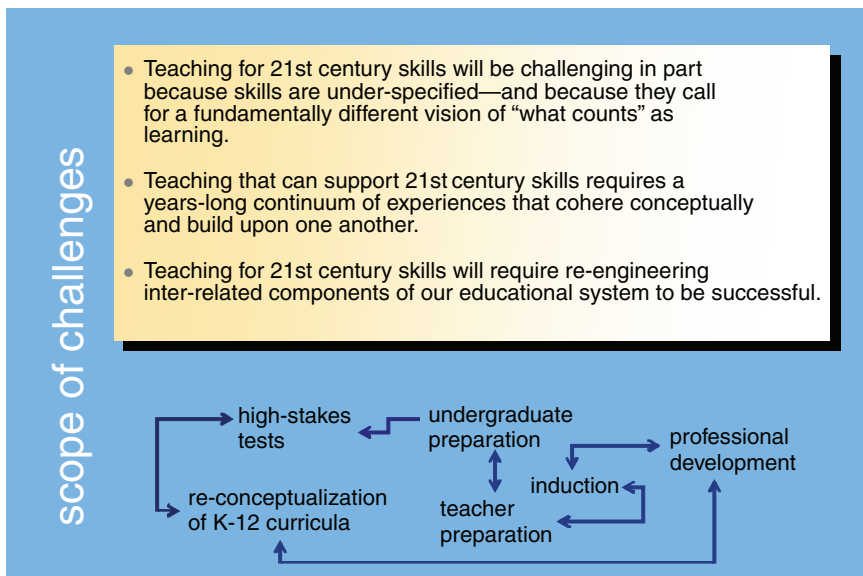 scope of challenges
• Teaching for 21st century skills will be challenging in part
because skills are under-specified—and because they call
for a fundamentally different vision of “what counts” as
learning.
• Teaching that can support 21st century skills requires a
years-long continuum of experiences that cohere conceptually
and build upon one another.
• Teaching for 21st century skills will require re-engineering
inter-related components of our educational system to be successful.
high-stakes
tests
undergraduate
preparation
professional
development
induction
re-conceptualization
of K-12 curricula
teacher
preparation